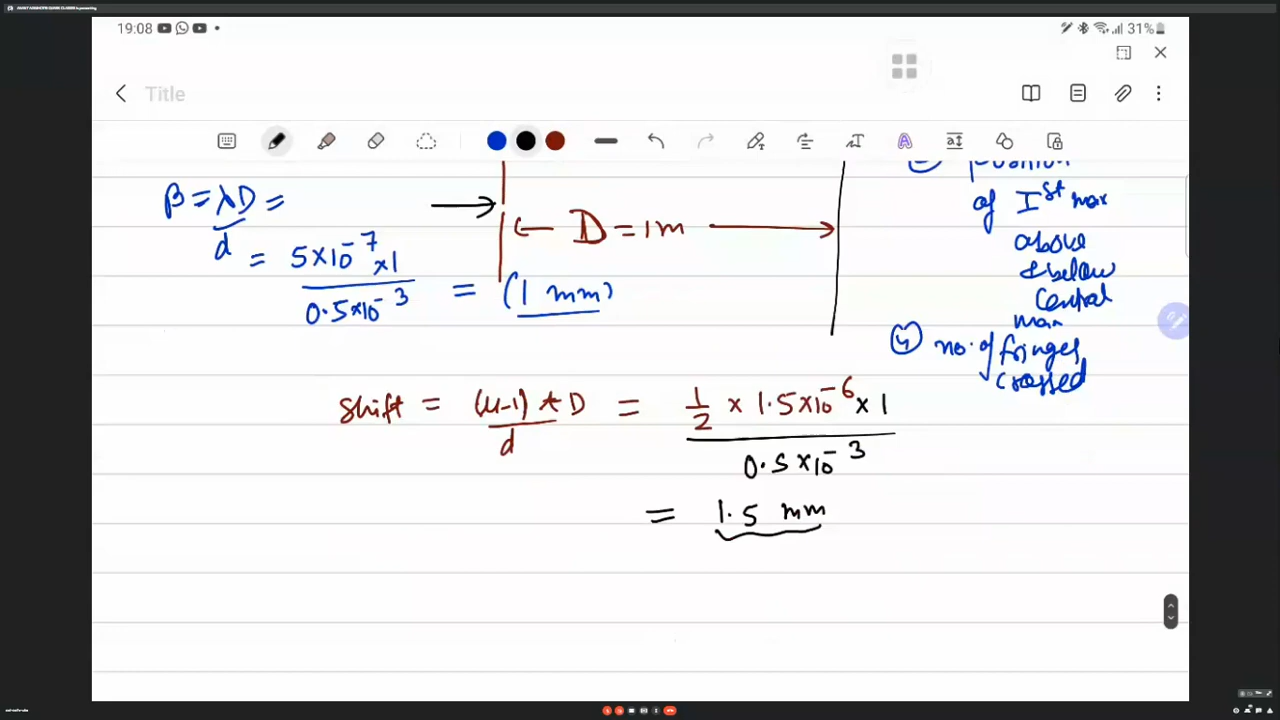 19:08
31%
Title
β = λD/d =
= 5×10⁻⁷ ×1 / 0.5×10⁻³ = (1 mm)
← D = 1m →
position
of Iˢᵗ max
above
& below
Central
max
④ no. of fringes
crossed
Shift = (μ-1) t D / d = 1/2 × 1.5×10⁻⁶ × 1 / 0.5×10⁻³
= 1.5 mm